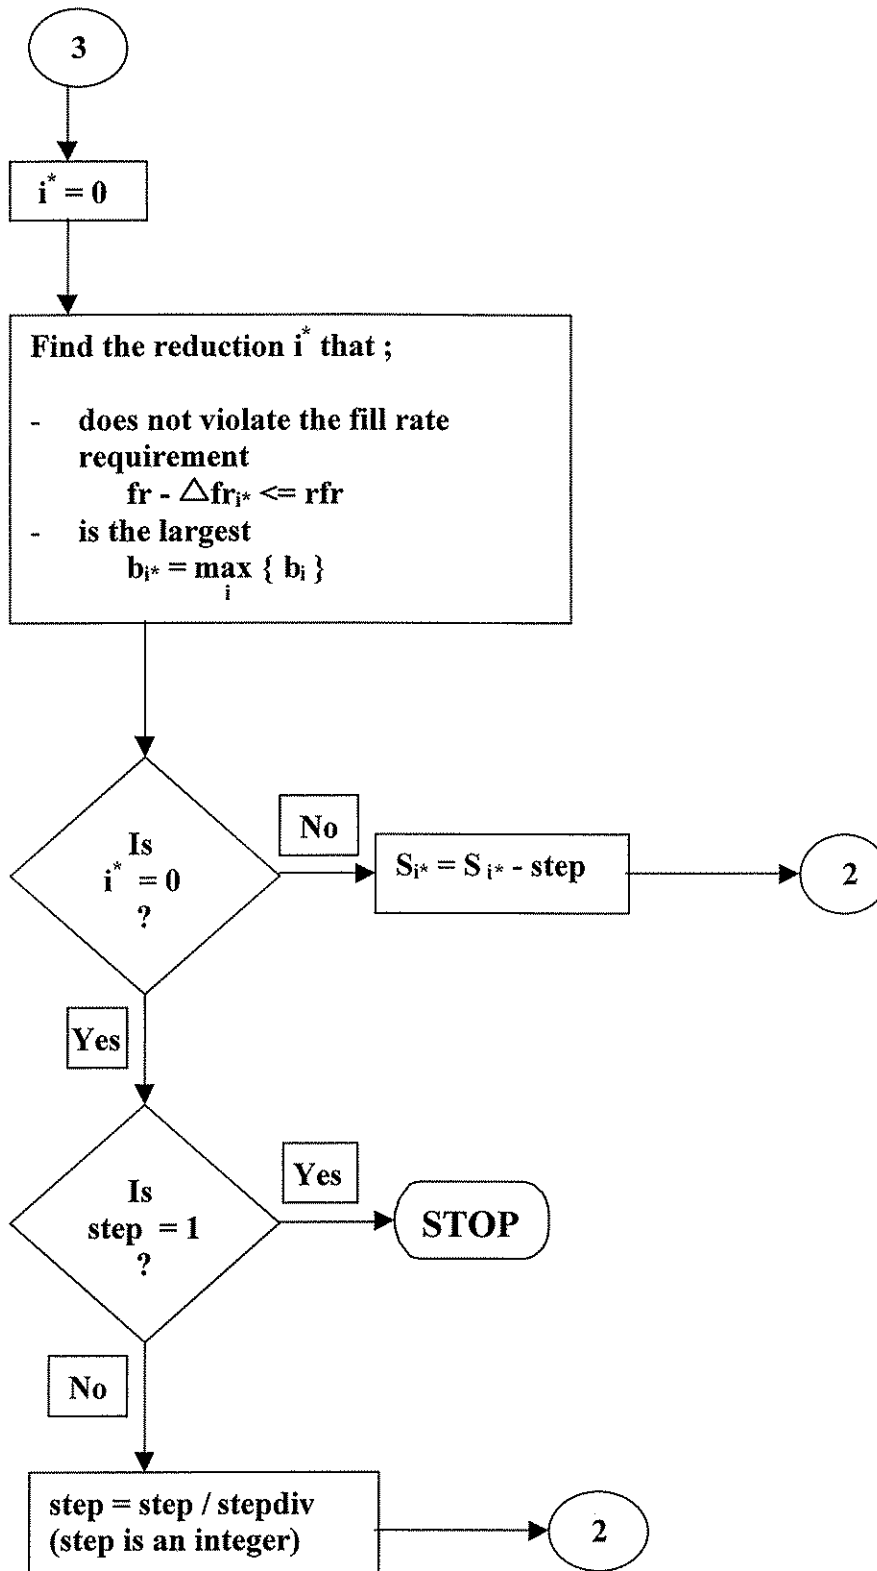 3
i* = 0
Find the reduction i* that ;
- does not violate the fill rate
requirement
fr - △fri* <= rfr
- is the largest
bi* = max { bi }
i
Is
i* = 0
?
No
Si* = S i* - step
2
Yes
Is
step = 1
?
Yes
STOP
No
step = step / stepdiv
(step is an integer)
2